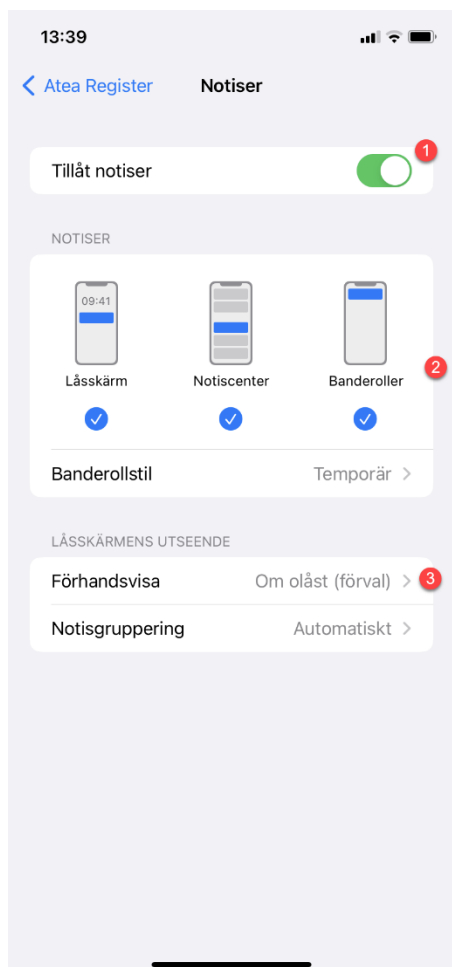 13:39
Atea Register Notiser
1
Tillåt notiser
NOTISER
09:41
Låsskärm Notiscenter Banderoller
2
Banderollstil Temporär
LÅSSKÄRMENS UTSEENDE
Förhandsvisa Om olåst (förval) 3
Notisgruppering Automatiskt